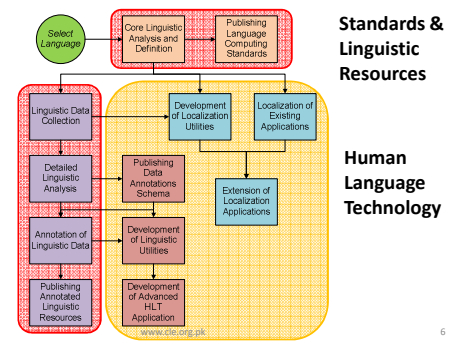 Select
Language
Core Linguistic
Analysis and
Definition
Publishing
Language
Computing
Standards
Standards &
Linguistic
Resources
Linguistic Data
Collection
Development
of Localization
Utilities
Localization of
Existing
Applications
Detailed
Linguistic
Analysis
Publishing
Data
Annotations
Schema
Extension of
Localization
Applications
Human
Language
Technology
Annotation of
Linguistic Data
Development
of Linguistic
Utilities
Publishing
Annotated
Linguistic
Resources
Development
of Advanced
HLT
Application
www.cle.org.pk
6